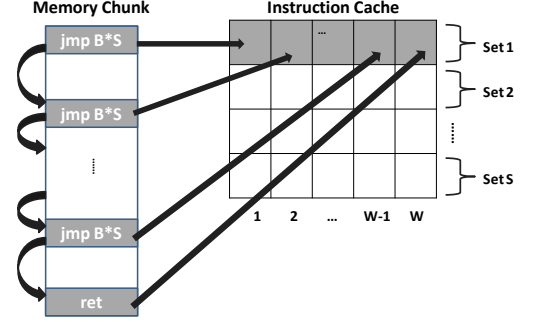 Memory Chunk
Instruction Cache
jmp B*S
jmp B*S
......
jmp B*S
ret
...
Set 1
Set 2
......
Set S
1 2 ... W-1 W